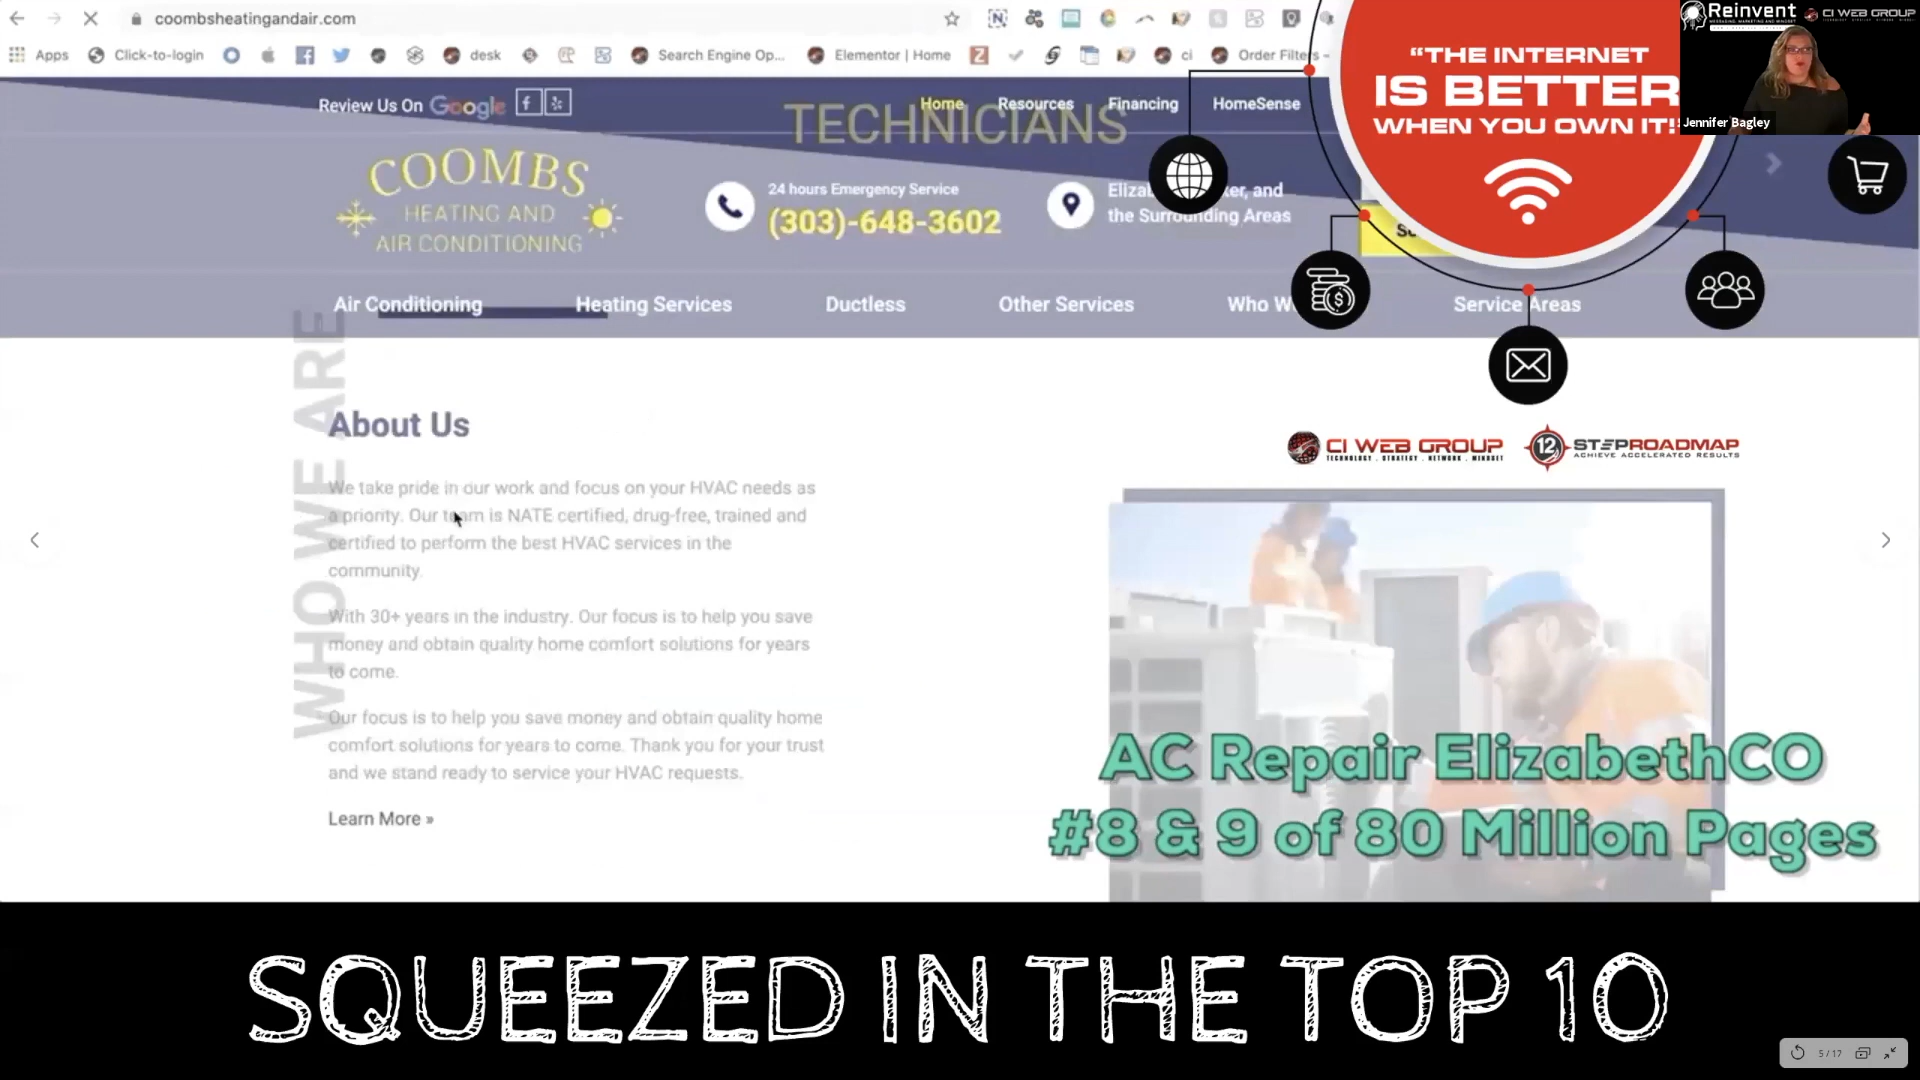 coombsheatingandair.com
Apps
Click-to-login
desk
Search Engine Op...
Elementor | Home
ci
Order Filters -
Review Us On Google
TECHNICIANS
Home
Resources
Financing
HomeSense
COOMBS
HEATING AND
AIR CONDITIONING
24 hours Emergency Service
(303)-648-3602
the Surrounding Areas
Air Conditioning
Heating Services
Ductless
Other Services
Service Areas
"THE INTERNET
IS BETTER
WHEN YOU OWN IT!
Reinvent
CI WEB GROUP
Jennifer Bagley
WHO WE ARE
About Us
We take pride in our work and focus on your HVAC needs as
a priority. Our team is NATE certified, drug-free, trained and
certified to perform the best HVAC services in the
community.
With 30+ years in the industry. Our focus is to help you save
money and obtain quality home comfort solutions for years
to come.
Our focus is to help you save money and obtain quality home
comfort solutions for years to come. Thank you for your trust
and we stand ready to service your HVAC requests.
Learn More »
CI WEB GROUP
TECHNOLOGY . STRATEGY . NETWORK . MINDSET
12 STEPROADMAP
ACHIEVE ACCELERATED RESULTS
AC Repair ElizabethCO
#8 & 9 of 80 Million Pages
SQUEEZED IN THE TOP 10
5 / 17